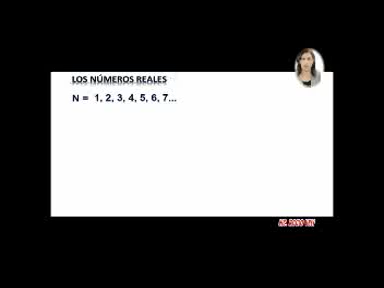 LOS NÚMEROS REALES
N = 1, 2, 3, 4, 5, 6, 7...